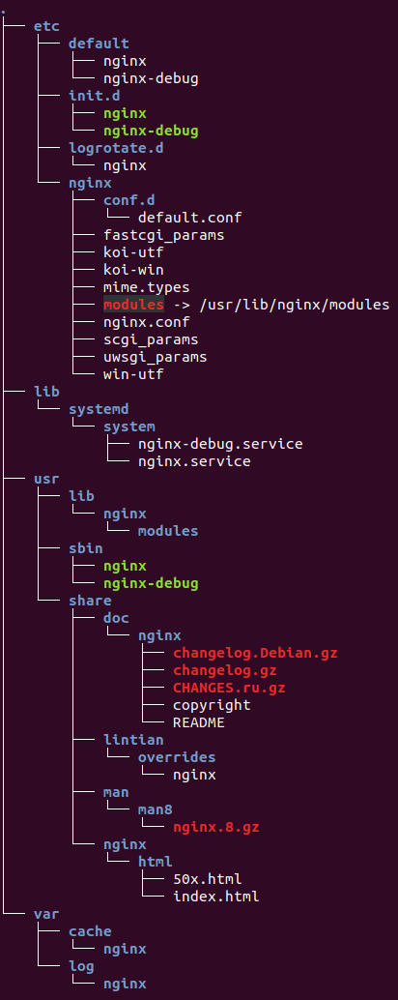 .
├── etc
│   ├── default
│   │   ├── nginx
│   │   └── nginx-debug
│   ├── init.d
│   │   ├── nginx
│   │   └── nginx-debug
│   ├── logrotate.d
│   │   └── nginx
│   └── nginx
│       ├── conf.d
│       │   └── default.conf
│       ├── fastcgi_params
│       ├── koi-utf
│       ├── koi-win
│       ├── mime.types
│       ├── modules -> /usr/lib/nginx/modules
│       ├── nginx.conf
│       ├── scgi_params
│       ├── uwsgi_params
│       └── win-utf
├── lib
│   └── systemd
│       └── system
│           ├── nginx-debug.service
│           └── nginx.service
├── usr
│   ├── lib
│   │   └── nginx
│   │       └── modules
│   ├── sbin
│   │   ├── nginx
│   │   └── nginx-debug
│   └── share
│       ├── doc
│       │   └── nginx
│       │       ├── changelog.Debian.gz
│       │       ├── changelog.gz
│       │       ├── CHANGES.ru.gz
│       │       ├── copyright
│       │       └── README
│       ├── lintian
│       │   └── overrides
│       │       └── nginx
│       ├── man
│       │   └── man8
│       │       └── nginx.8.gz
│       └── nginx
│           └── html
│               ├── 50x.html
│               └── index.html
└── var
    ├── cache
    │   └── nginx
    └── log
        └── nginx